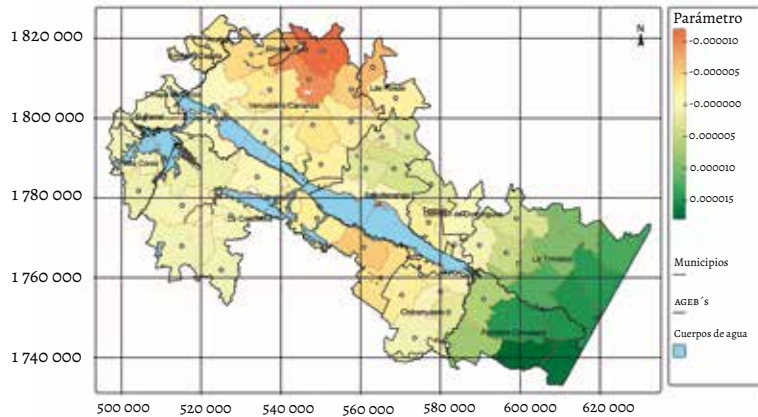 1 820 000
1 800 000
1 780 000
1 760 000
1 740 000
500 000
520 000
540 000
560 000
580 000
600 000
620 000
N
Venustiano Carranza
La Trinitaria
Parámetro
-0.000010
-0.000005
-0.000000
0.000005
0.000010
0.000015
Municipios
AGEB´s
Cuerpos de agua